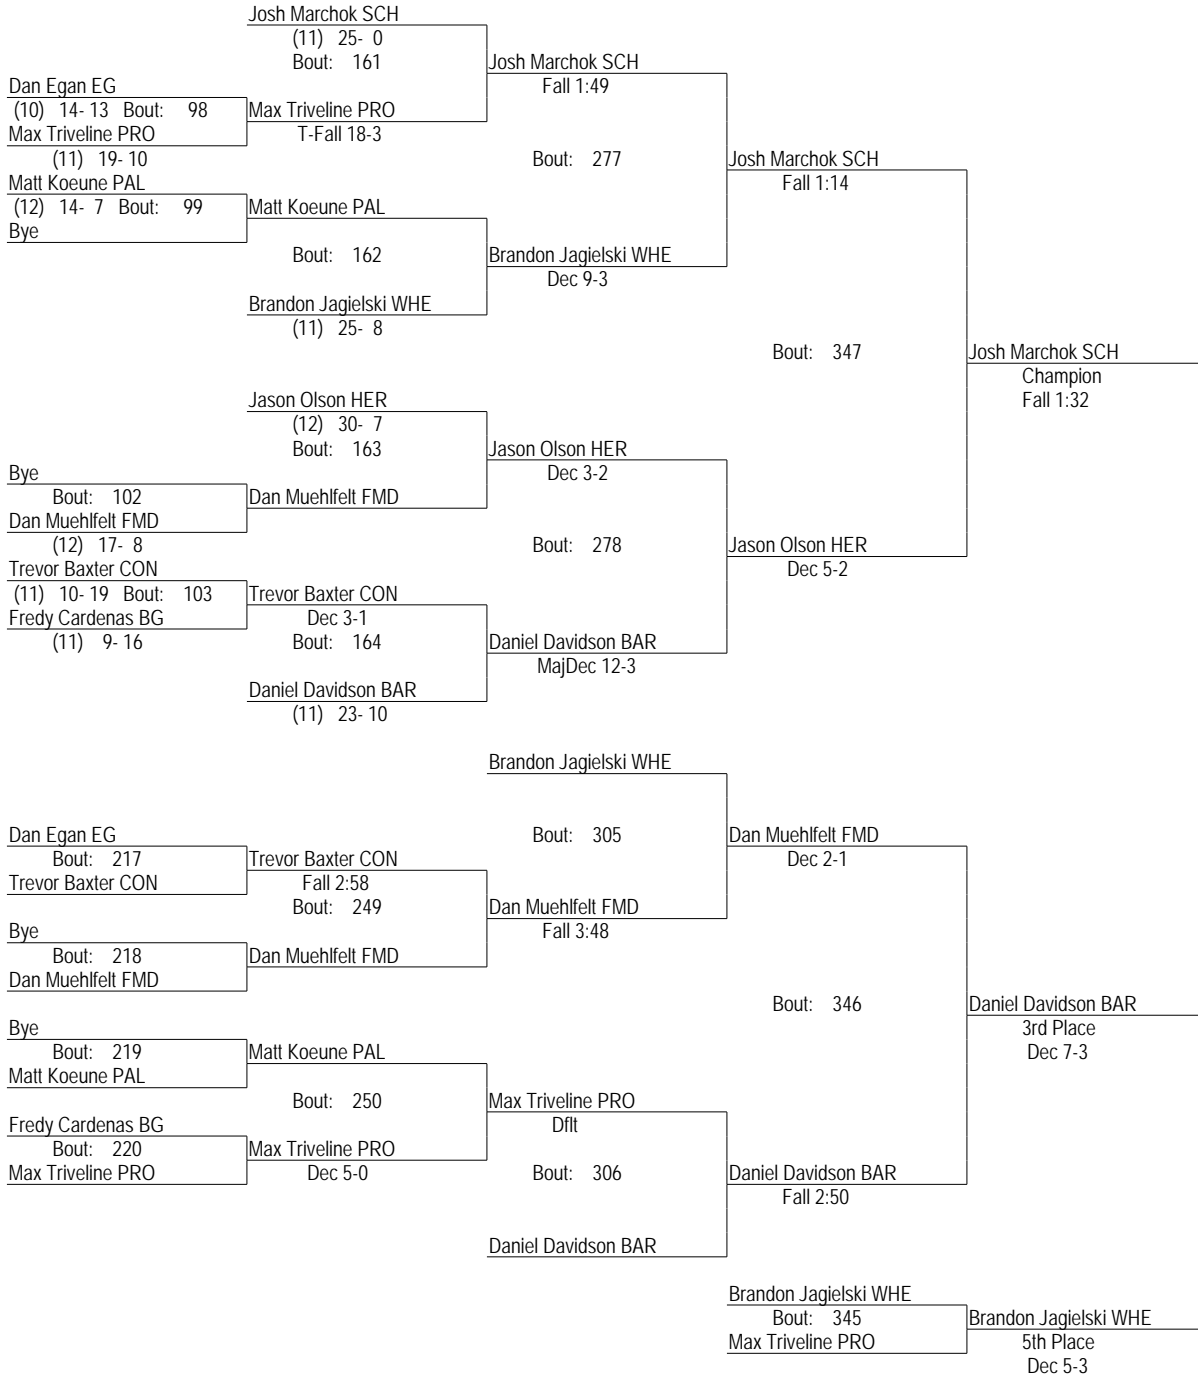 Josh Marchok SCH
(11) 25- 0
Bout: 161
Josh Marchok SCH
Fall 1:49
Dan Egan EG
(10) 14- 13 Bout: 98
Max Triveline PRO
T-Fall 18-3
Max Triveline PRO
(11) 19- 10
Bout: 277
Josh Marchok SCH
Fall 1:14
Matt Koeune PAL
(12) 14- 7 Bout: 99
Matt Koeune PAL
Bye
Bout: 162
Brandon Jagielski WHE
Dec 9-3
Brandon Jagielski WHE
(11) 25- 8
Bout: 347
Josh Marchok SCH
Champion
Fall 1:32
Jason Olson HER
(12) 30- 7
Bout: 163
Jason Olson HER
Dec 3-2
Bye
Bout: 102
Dan Muehlfelt FMD
Dan Muehlfelt FMD
(12) 17- 8
Bout: 278
Jason Olson HER
Dec 5-2
Trevor Baxter CON
(11) 10- 19 Bout: 103
Trevor Baxter CON
Dec 3-1
Fredy Cardenas BG
(11) 9- 16
Bout: 164
Daniel Davidson BAR
MajDec 12-3
Daniel Davidson BAR
(11) 23- 10
Brandon Jagielski WHE
Dan Egan EG
Bout: 217
Trevor Baxter CON
Bout: 305
Dan Muehlfelt FMD
Dec 2-1
Trevor Baxter CON
Fall 2:58
Bout: 249
Dan Muehlfelt FMD
Fall 3:48
Bye
Bout: 218
Dan Muehlfelt FMD
Dan Muehlfelt FMD
Bout: 346
Daniel Davidson BAR
3rd Place
Dec 7-3
Bye
Bout: 219
Matt Koeune PAL
Matt Koeune PAL
Bout: 250
Max Triveline PRO
Dflt
Fredy Cardenas BG
Bout: 220
Max Triveline PRO
Max Triveline PRO
Dec 5-0
Bout: 306
Daniel Davidson BAR
Fall 2:50
Daniel Davidson BAR
Brandon Jagielski WHE
Bout: 345
Max Triveline PRO
Brandon Jagielski WHE
5th Place
Dec 5-3